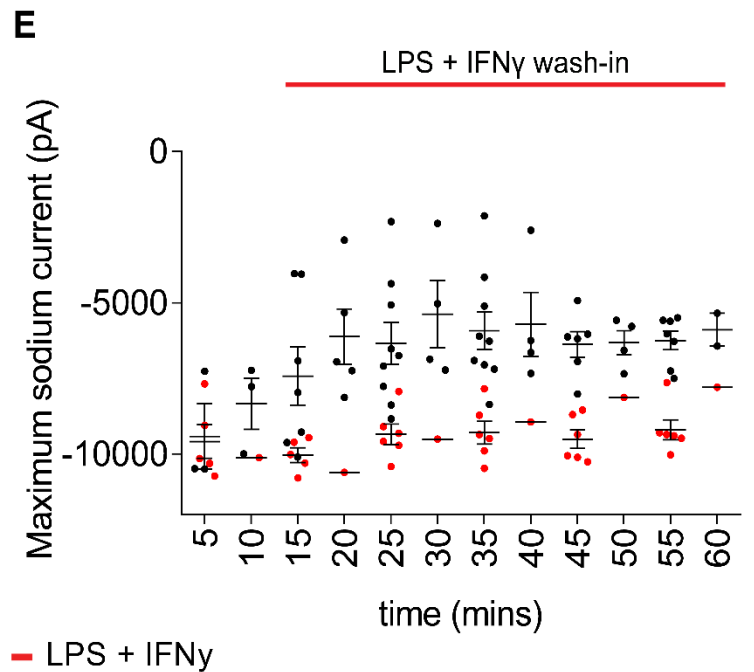 E
LPS + IFNγ wash-in
Maximum sodium current (pA)
0
-5000
-10000
5 10 15 20 25 30 35 40 45 50 55 60
time (mins)
LPS + IFNy